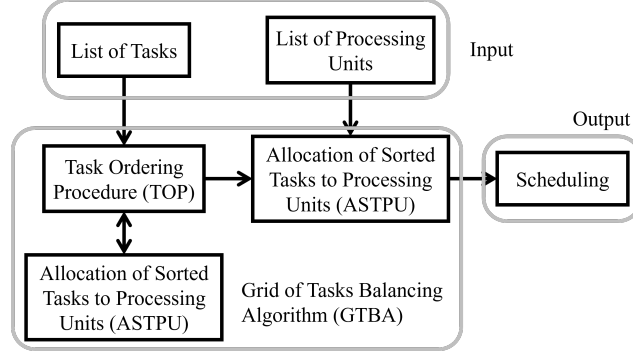 List of Tasks
List of Processing
Units
Input
Output
Task Ordering
Procedure (TOP)
Allocation of Sorted
Tasks to Processing
Units (ASTPU)
Scheduling
Allocation of Sorted
Tasks to Processing
Units (ASTPU)
Grid of Tasks Balancing
Algorithm (GTBA)